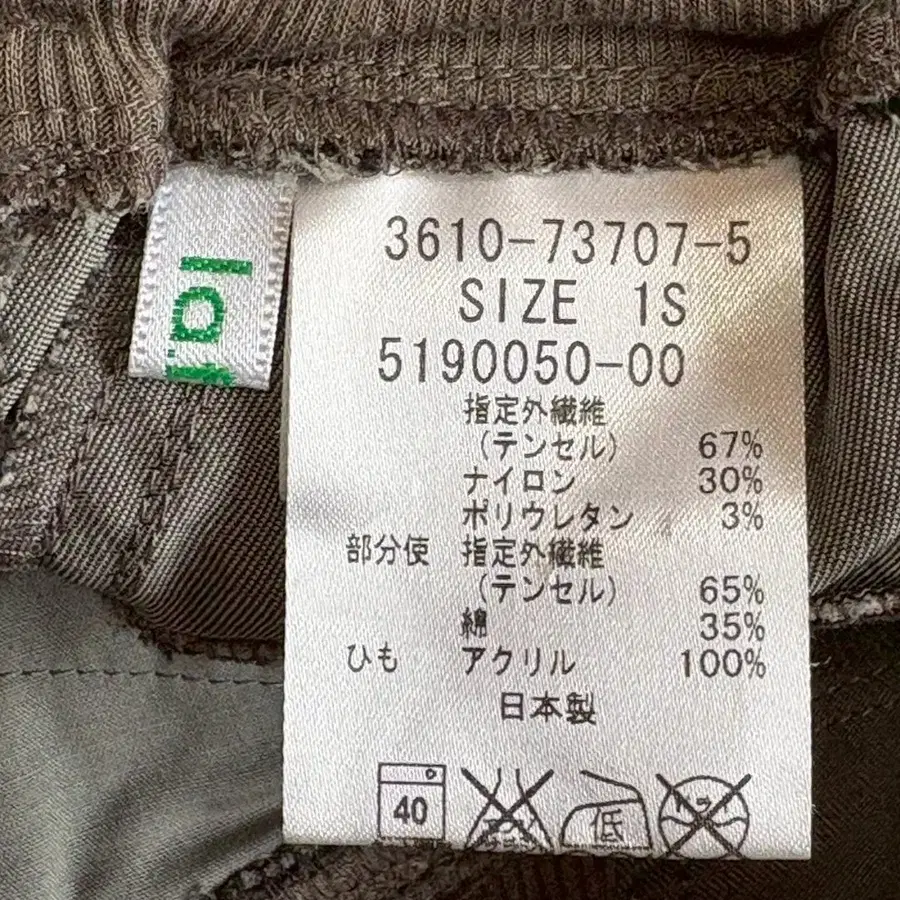 3610-73707-5
SIZE 1S
5190050-00
指定外繊維
(テンセル) 67%
ナイロン 30%
ポリウレタン 3%
部分使 指定外繊維
(テンセル) 65%
綿 35%
ひも アクリル 100%
日本製
40 低